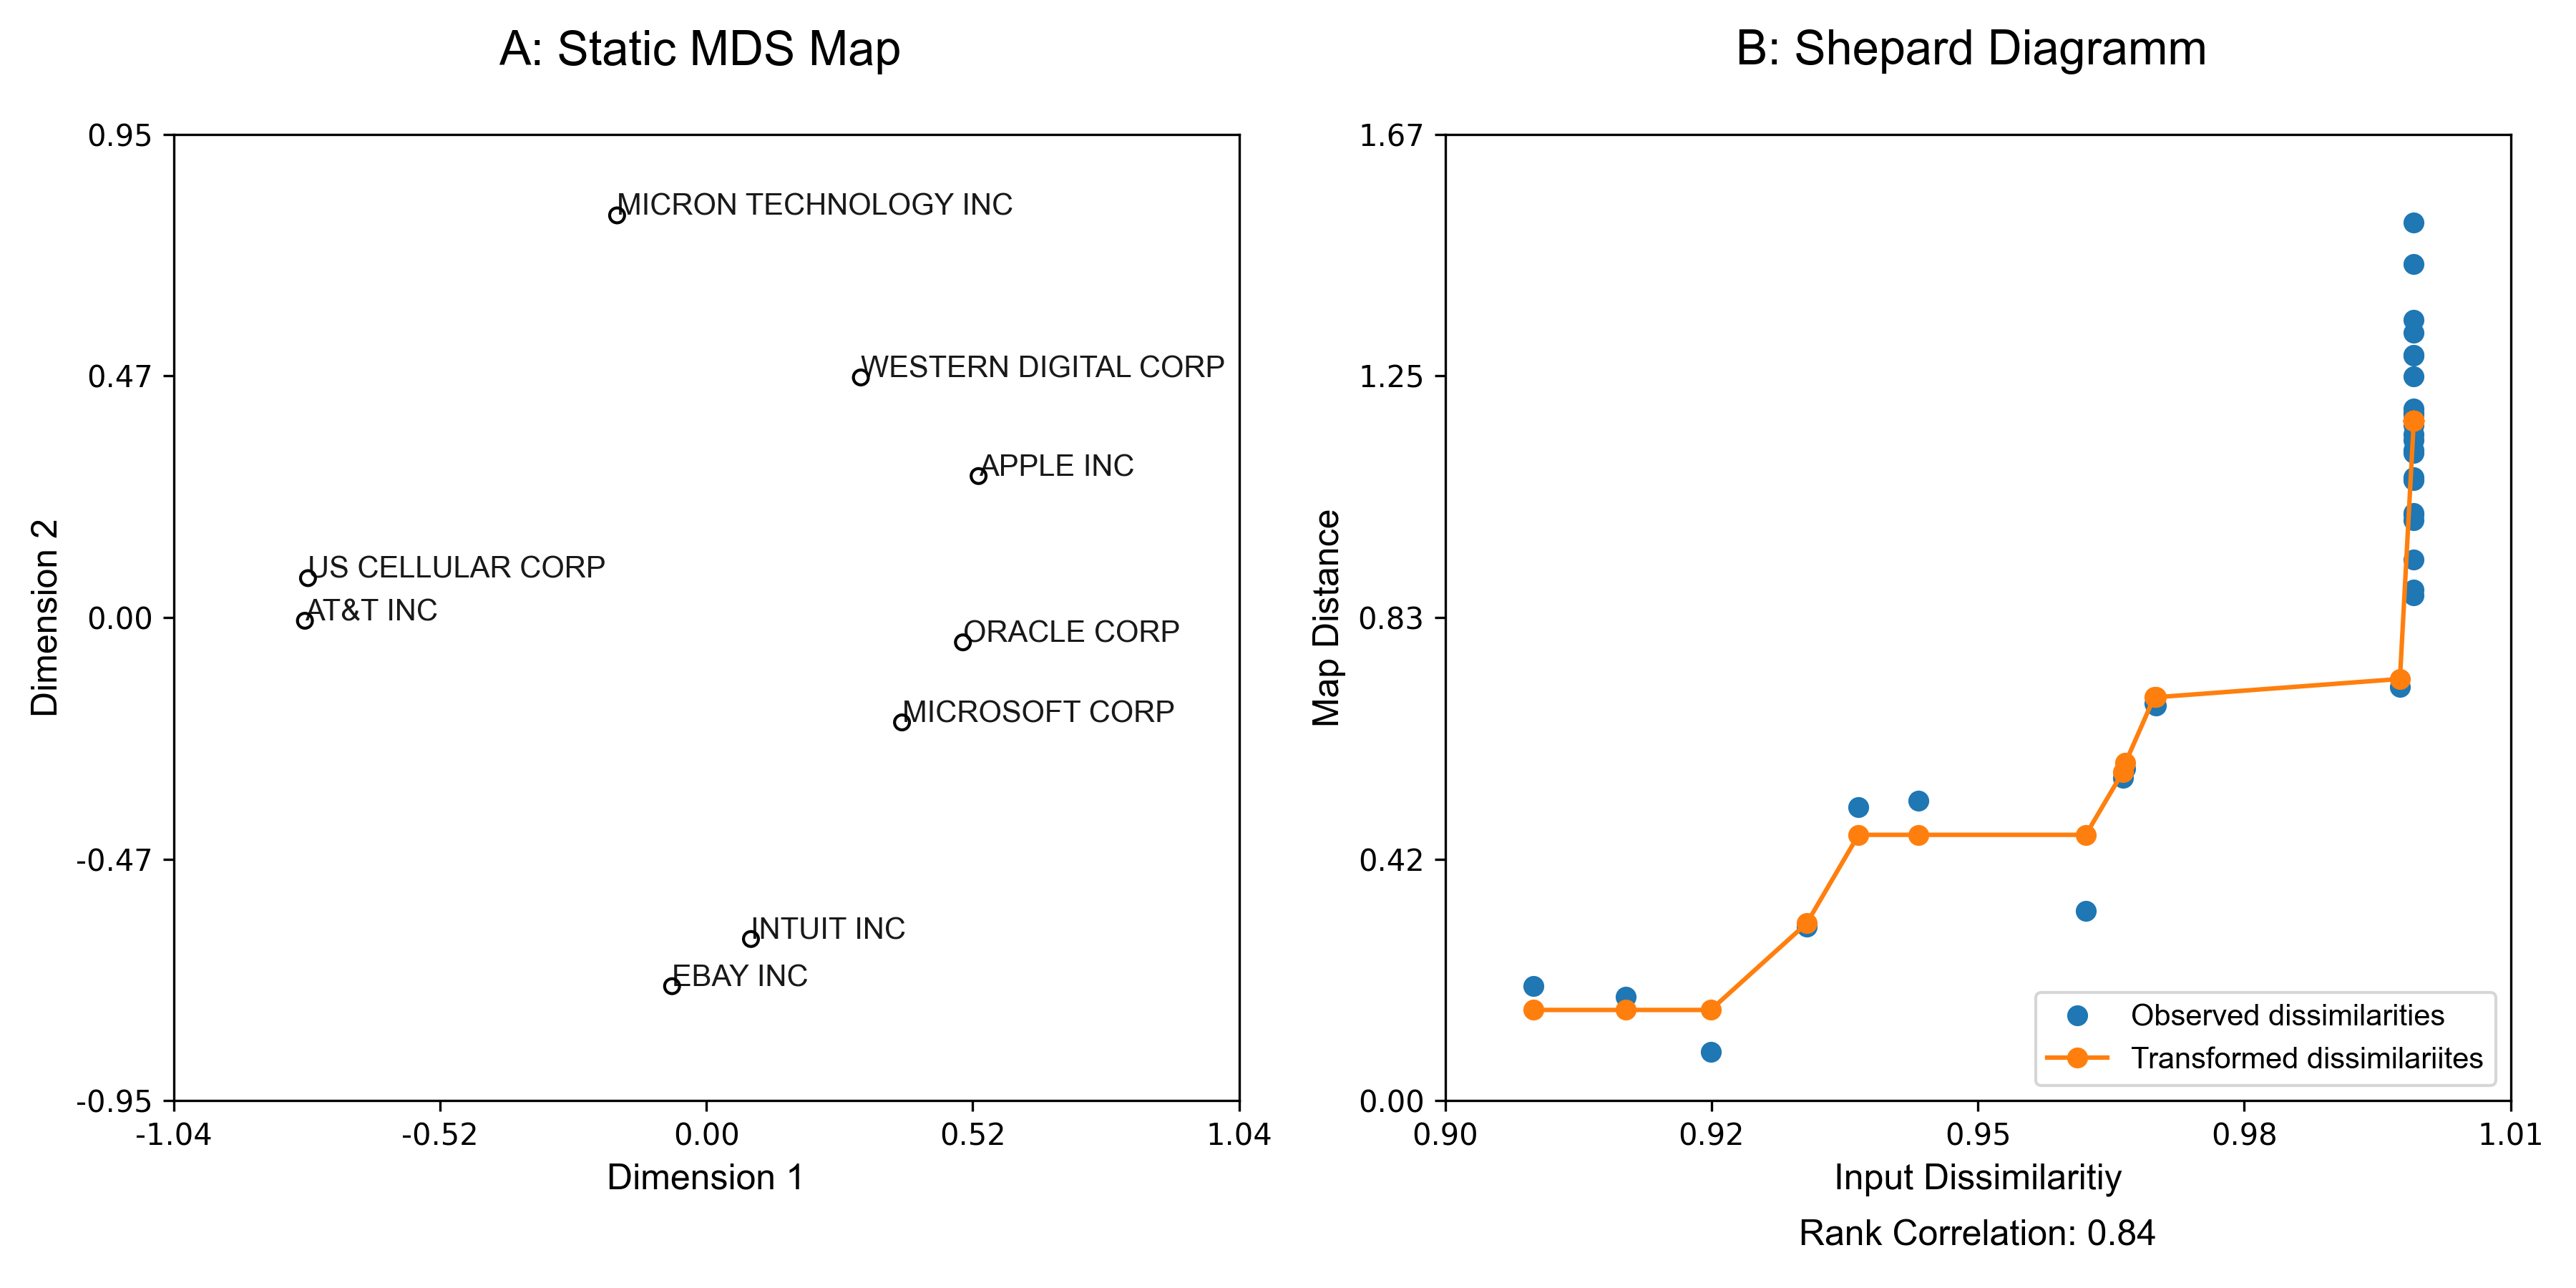 A: Static MDS Map
0.95
0.47
0.00
-0.47
-0.95
-1.04
-0.52
0.00
0.52
1.04
Dimension 2
Dimension 1
MICRON TECHNOLOGY INC
WESTERN DIGITAL CORP
APPLE INC
US CELLULAR CORP
AT&T INC
ORACLE CORP
MICROSOFT CORP
INTUIT INC
EBAY INC
B: Shepard Diagramm
1.67
1.25
0.83
0.42
0.00
0.90
0.92
0.95
0.98
1.01
Map Distance
Observed dissimilarities
Transformed dissimilariites
Input Dissimilaritiy
Rank Correlation: 0.84